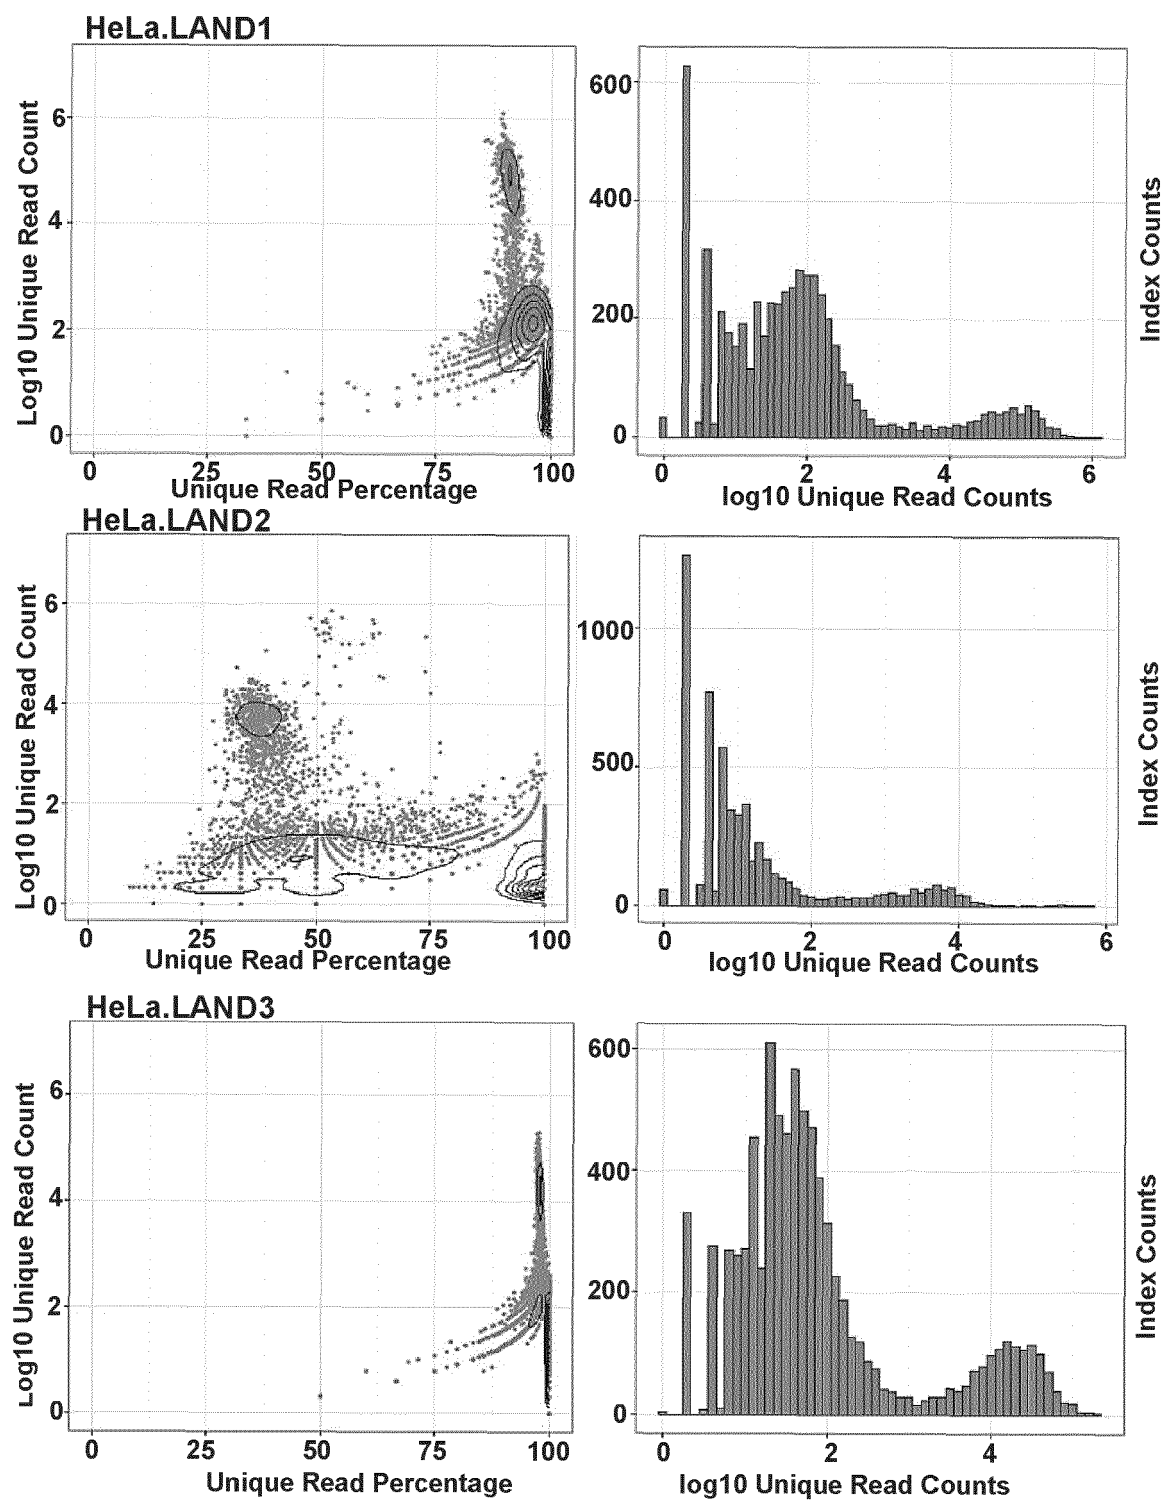 HeLa.LAND1
Log10 Unique Read Count
6
4
2
0
0 25 50 75 100
Unique Read Percentage
600
400
200
0
0 2 4 6
log10 Unique Read Counts
Index Counts
HeLa.LAND2
Log10 Unique Read Count
6
4
2
0
0 25 50 75 100
Unique Read Percentage
1000
500
0
0 2 4 6
log10 Unique Read Counts
Index Counts
HeLa.LAND3
Log10 Unique Read Count
6
4
2
0
0 25 50 75 100
Unique Read Percentage
600
400
200
0
0 2 4
log10 Unique Read Counts
Index Counts